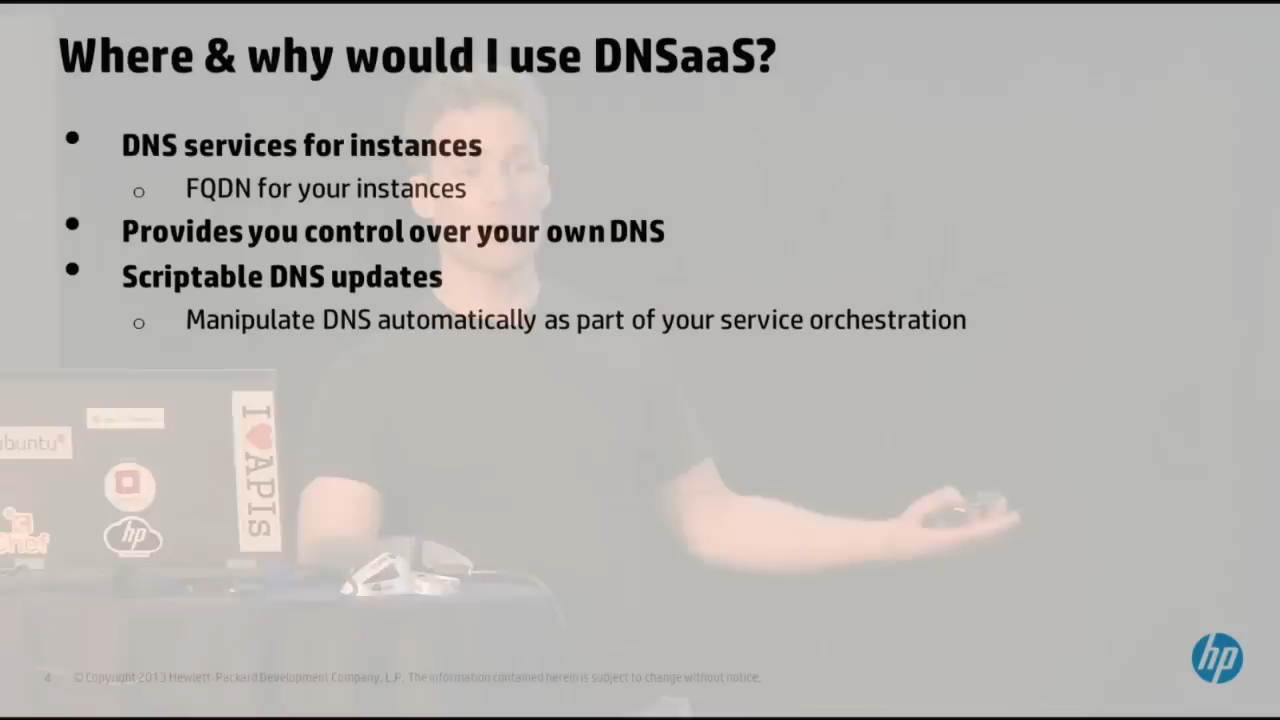 Where & why would I use DNSaaS?
• DNS services for instances
o FQDN for your instances
• Provides you control over your own DNS
• Scriptable DNS updates
o Manipulate DNS automatically as part of your service orchestration
ubuntu
I ♥ APIs
hp
4 © Copyright 2013 Hewlett-Packard Development Company, L.P. The information contained herein is subject to change without notice.
hp